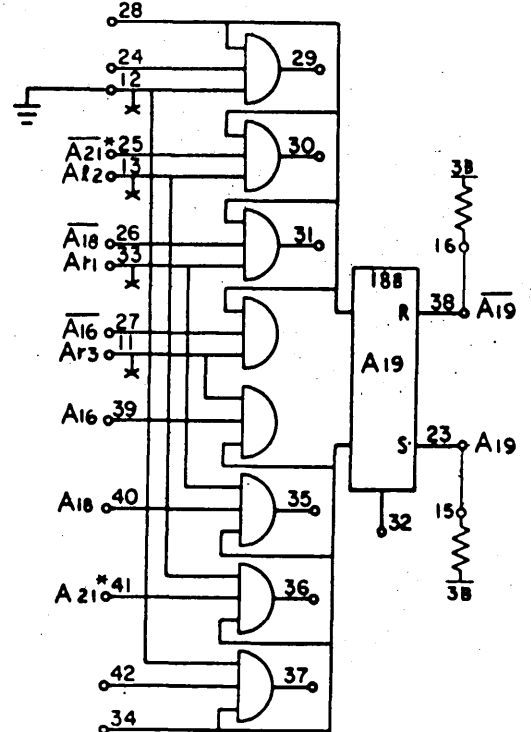 28
24 29
12
A21* 25 30
Aℓ2 13
A18 26 31
Ar1 33
A16 27
Ar3 11
A16 39
A18 40 35
A21* 41 36
42 37
34
3B
16
18B
R 38 A19
A19
S 23 A19
15
32
3B